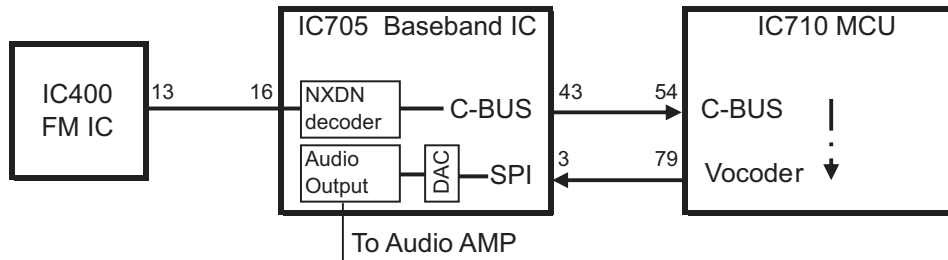 IC705 Baseband IC
IC710 MCU
IC400
FM IC
13
16
NXDN
decoder
C-BUS
43
54
C-BUS
Audio
Output
DAC
SPI
3
79
Vocoder
To Audio AMP